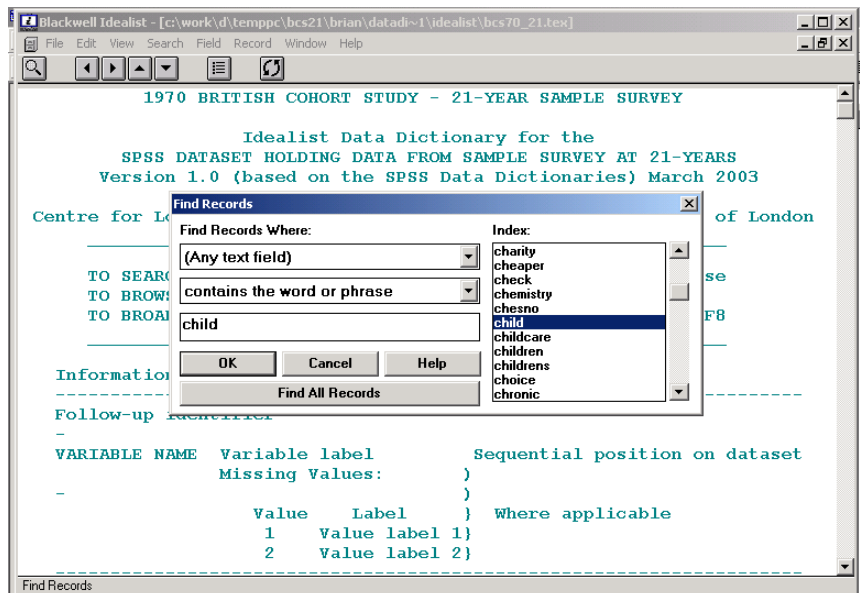 Blackwell Idealist - [c:\work\d\temppc\bcs21\brian\datadi~1\idealist\bcs70_21.tex]
File Edit View Search Field Record Window Help
1970 BRITISH COHORT STUDY - 21-YEAR SAMPLE SURVEY
Idealist Data Dictionary for the
SPSS DATASET HOLDING DATA FROM SAMPLE SURVEY AT 21-YEARS
Version 1.0 (based on the SPSS Data Dictionaries) March 2003
Centre for of London
TO se
TO
TO F8
Find Records
Find Records Where:
(Any text field)
contains the word or phrase
child
OK Cancel Help
Find All Records
Index:
charity
cheaper
check
chemistry
chesno
child
childcare
children
childrens
choice
chronic
Information
Follow-up identifier
-
VARIABLE NAME Variable label Sequential position on dataset
Missing Values: )
- )
Value Label } Where applicable
1 Value label 1}
2 Value label 2}
Find Records